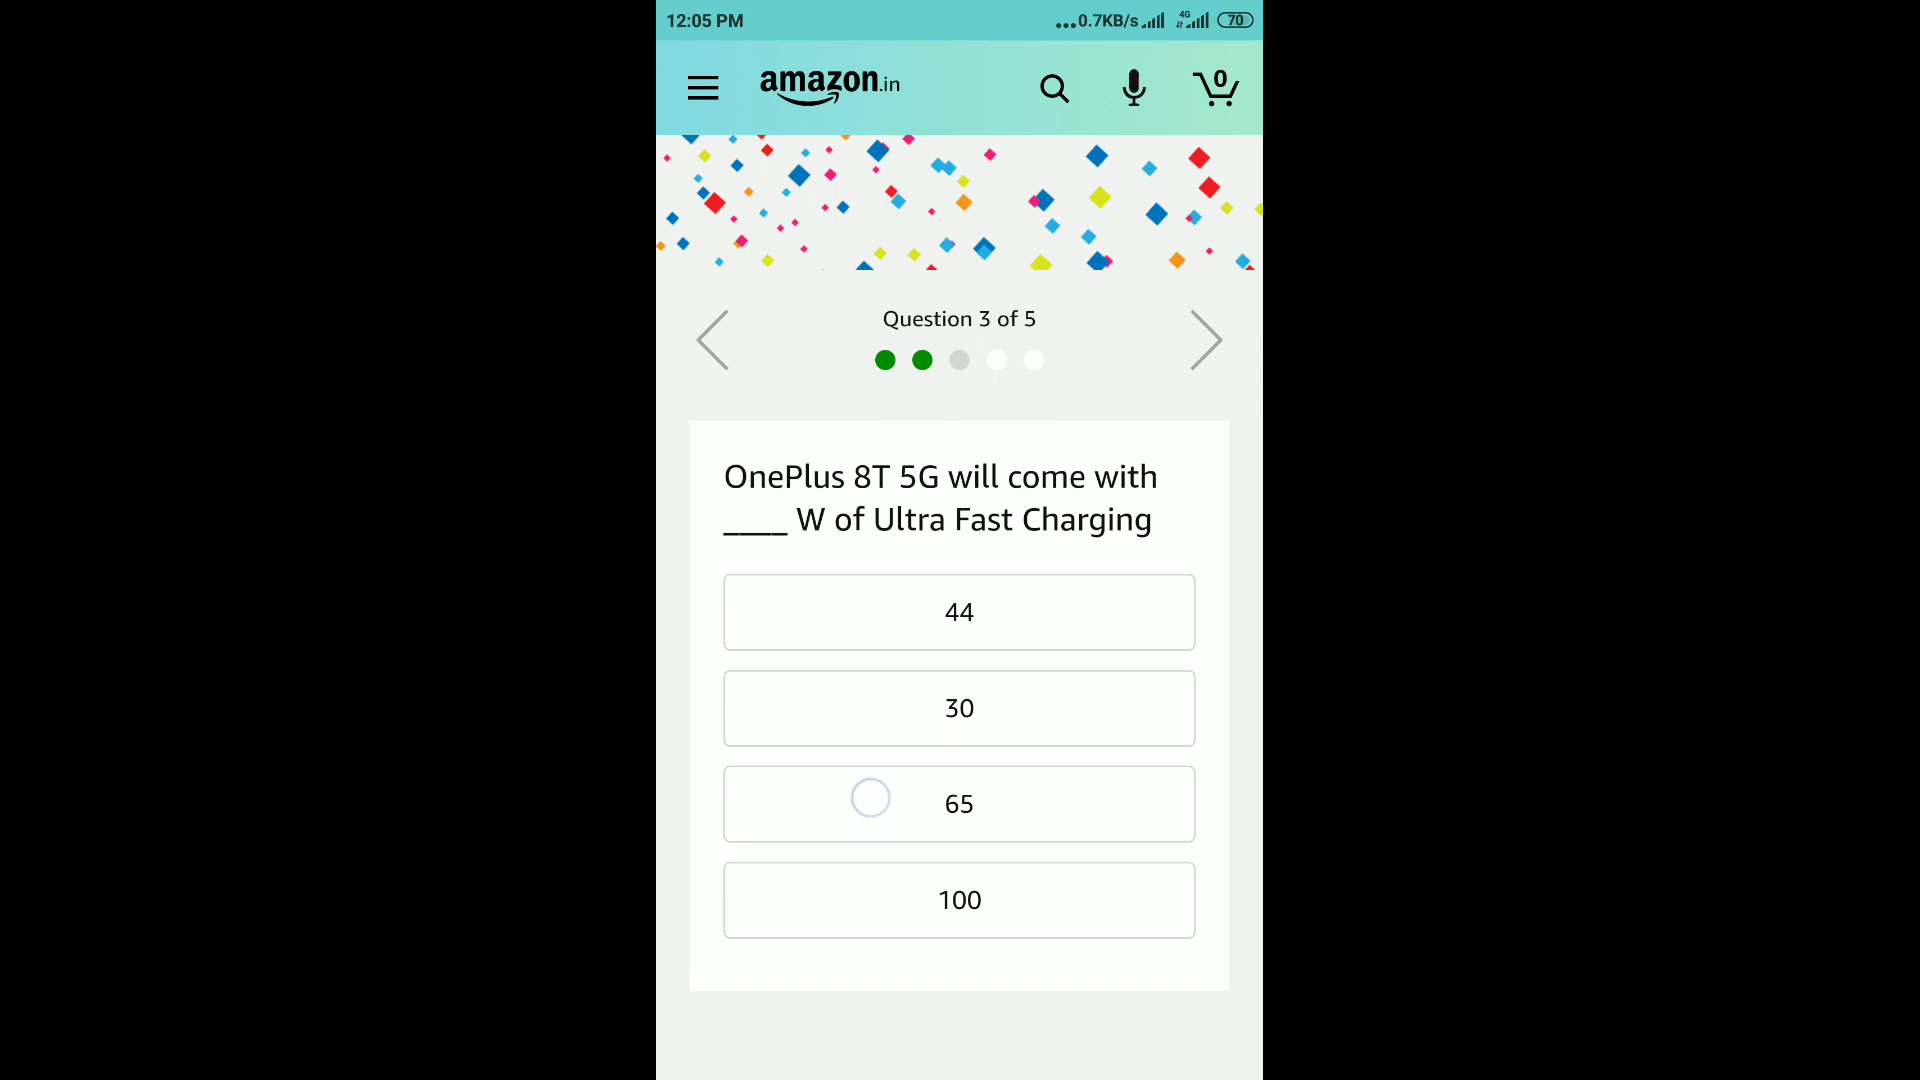 12:05 PM
...0.7KB/s 4G 70
amazon.in
0
Question 3 of 5
OnePlus 8T 5G will come with
____ W of Ultra Fast Charging
44
30
65
100